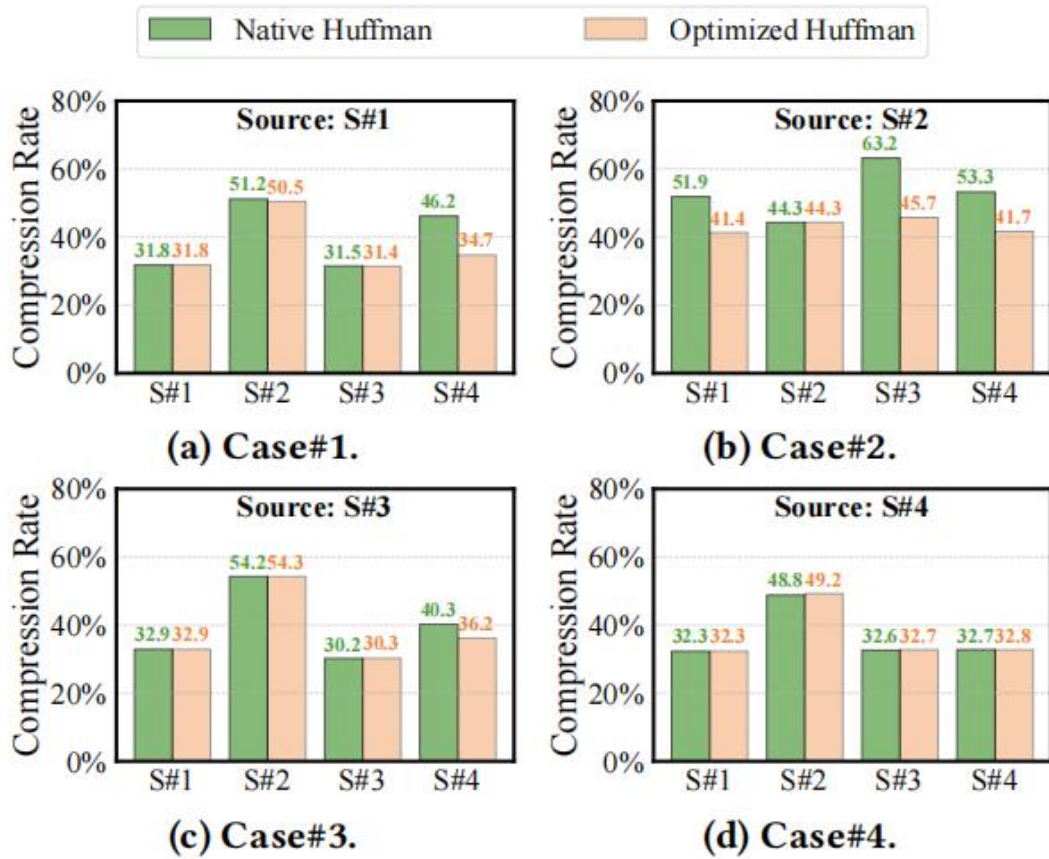 Native Huffman Optimized Huffman
80% Source: S#1
60%
40%
20%
0%
Compression Rate
51.2 50.5
46.2
31.8 31.8 31.5 31.4 34.7
S#1 S#2 S#3 S#4
(a) Case#1.
80% Source: S#2
60%
40%
20%
0%
Compression Rate
63.2
51.9 53.3
41.4 44.3 44.3 45.7 41.7
S#1 S#2 S#3 S#4
(b) Case#2.
80% Source: S#3
60%
40%
20%
0%
Compression Rate
54.2 54.3
40.3
32.9 32.9 30.2 30.3 36.2
S#1 S#2 S#3 S#4
(c) Case#3.
80% Source: S#4
60%
40%
20%
0%
Compression Rate
48.8 49.2
32.3 32.3 32.6 32.7 32.7 32.8
S#1 S#2 S#3 S#4
(d) Case#4.